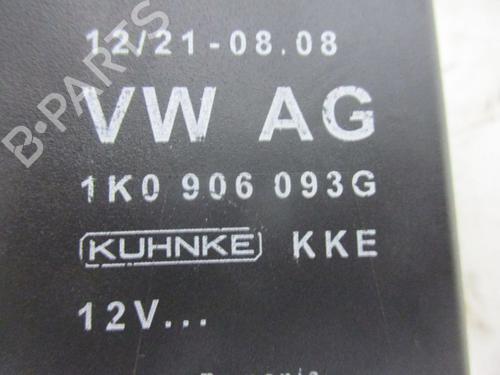 12/21-08.08
VW AG
1K0 906 093G
KUHNKE KKE
12V...
B-PARTS